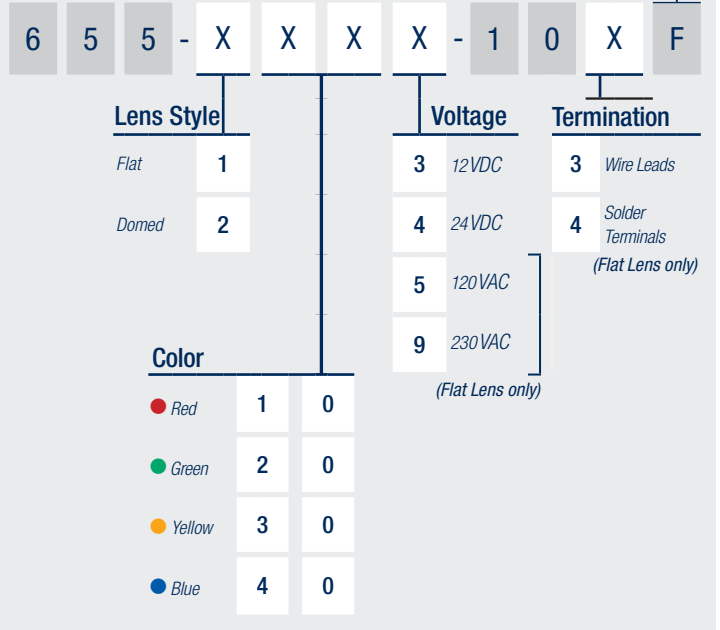 6 5 5 - X X X X - 1 0 X F
Lens Style
Flat 1
Domed 2
Voltage
3 12VDC
4 24VDC
5 120VAC
9 230VAC
(Flat Lens only)
Termination
3 Wire Leads
4 Solder
Terminals
(Flat Lens only)
Color
Red 1 0
Green 2 0
Yellow 3 0
Blue 4 0